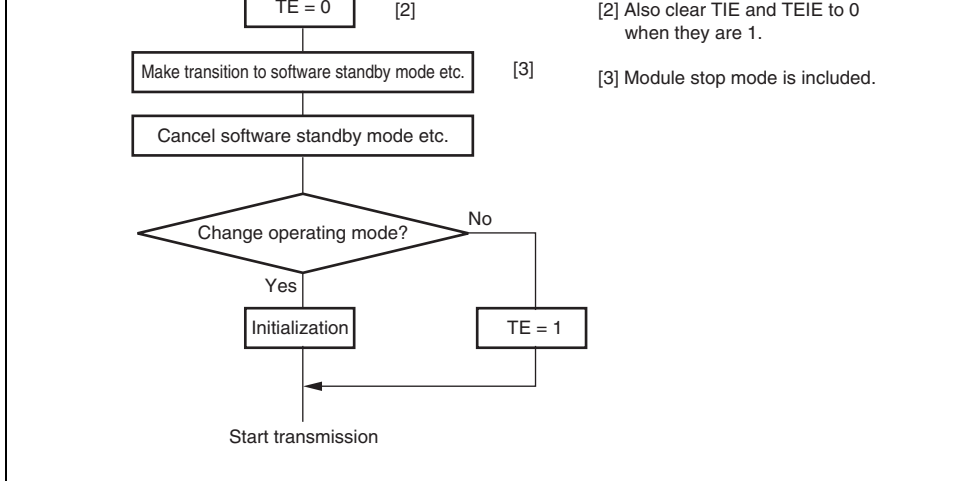 TE = 0
[2]
[2] Also clear TIE and TEIE to 0
when they are 1.
Make transition to software standby mode etc.
[3]
[3] Module stop mode is included.
Cancel software standby mode etc.
Change operating mode?
No
Yes
Initialization
TE = 1
Start transmission